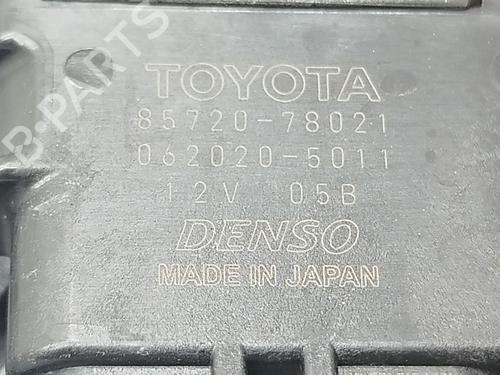 TOYOTA
85720-78021
062020-5011
12V 05B
DENSO
MADE IN JAPAN
B-PARTS